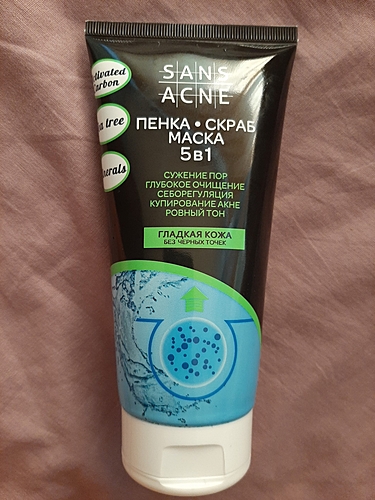 SANS
ACNE
ПЕНКА • СКРАБ
МАСКА
5в1
СУЖЕНИЕ ПОР
ГЛУБОКОЕ ОЧИЩЕНИЕ
СЕБОРЕГУЛЯЦИЯ
КУПИРОВАНИЕ АКНЕ
РОВНЫЙ ТОН
ГЛАДКАЯ КОЖА
БЕЗ ЧЕРНЫХ ТОЧЕК
tree